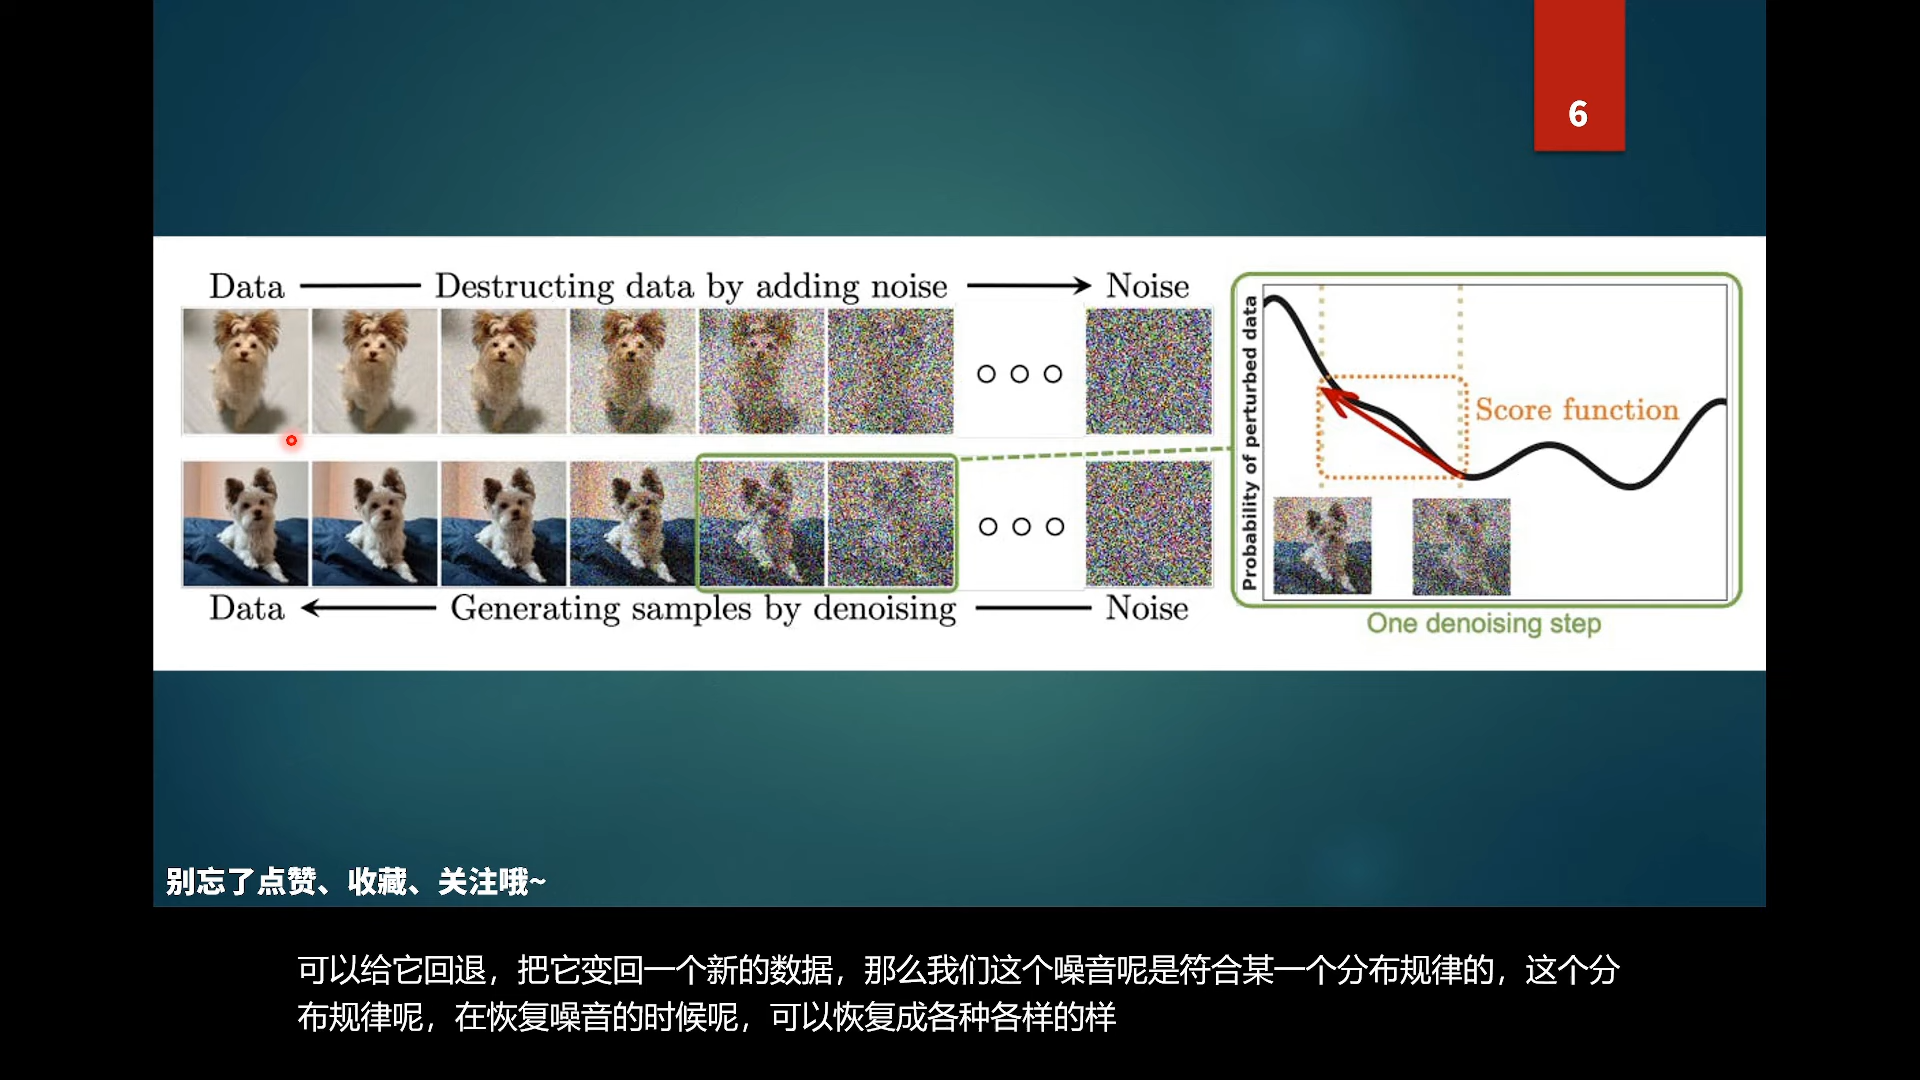 6
Data Destructing data by adding noise Noise
Probability of perturbed data
Score function
Data Generating samples by denoising Noise
One denoising step
别忘了点赞、收藏、关注哦~
可以给它回退，把它变回一个新的数据，那么我们这个噪音呢是符合某一个分布规律的，这个分
布规律呢，在恢复噪音的时候呢，可以恢复成各种各样的样